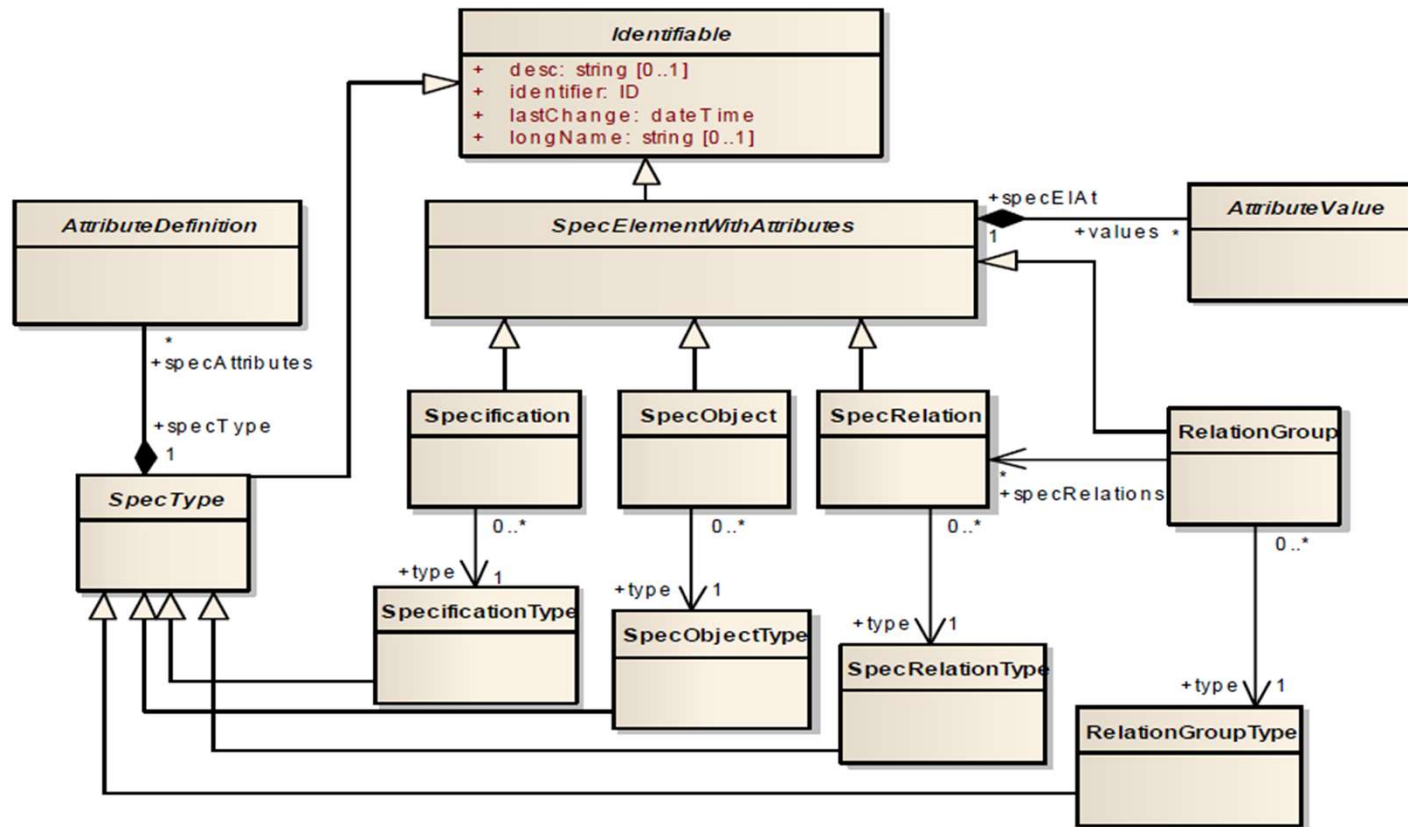 Identifiable
+ desc: string [0..1]
+ identifier: ID
+ lastChange: dateTime
+ longName: string [0..1]
AttributeDefinition
SpecElementWithAttributes
+specElAt
1
+values *
AttributeValue
*
+specAttributes
+specType
1
SpecType
Specification
SpecObject
SpecRelation
RelationGroup
*
+specRelations
0..*
0..*
0..*
0..*
+type 1
SpecificationType
+type 1
SpecObjectType
+type 1
SpecRelationType
+type 1
RelationGroupType